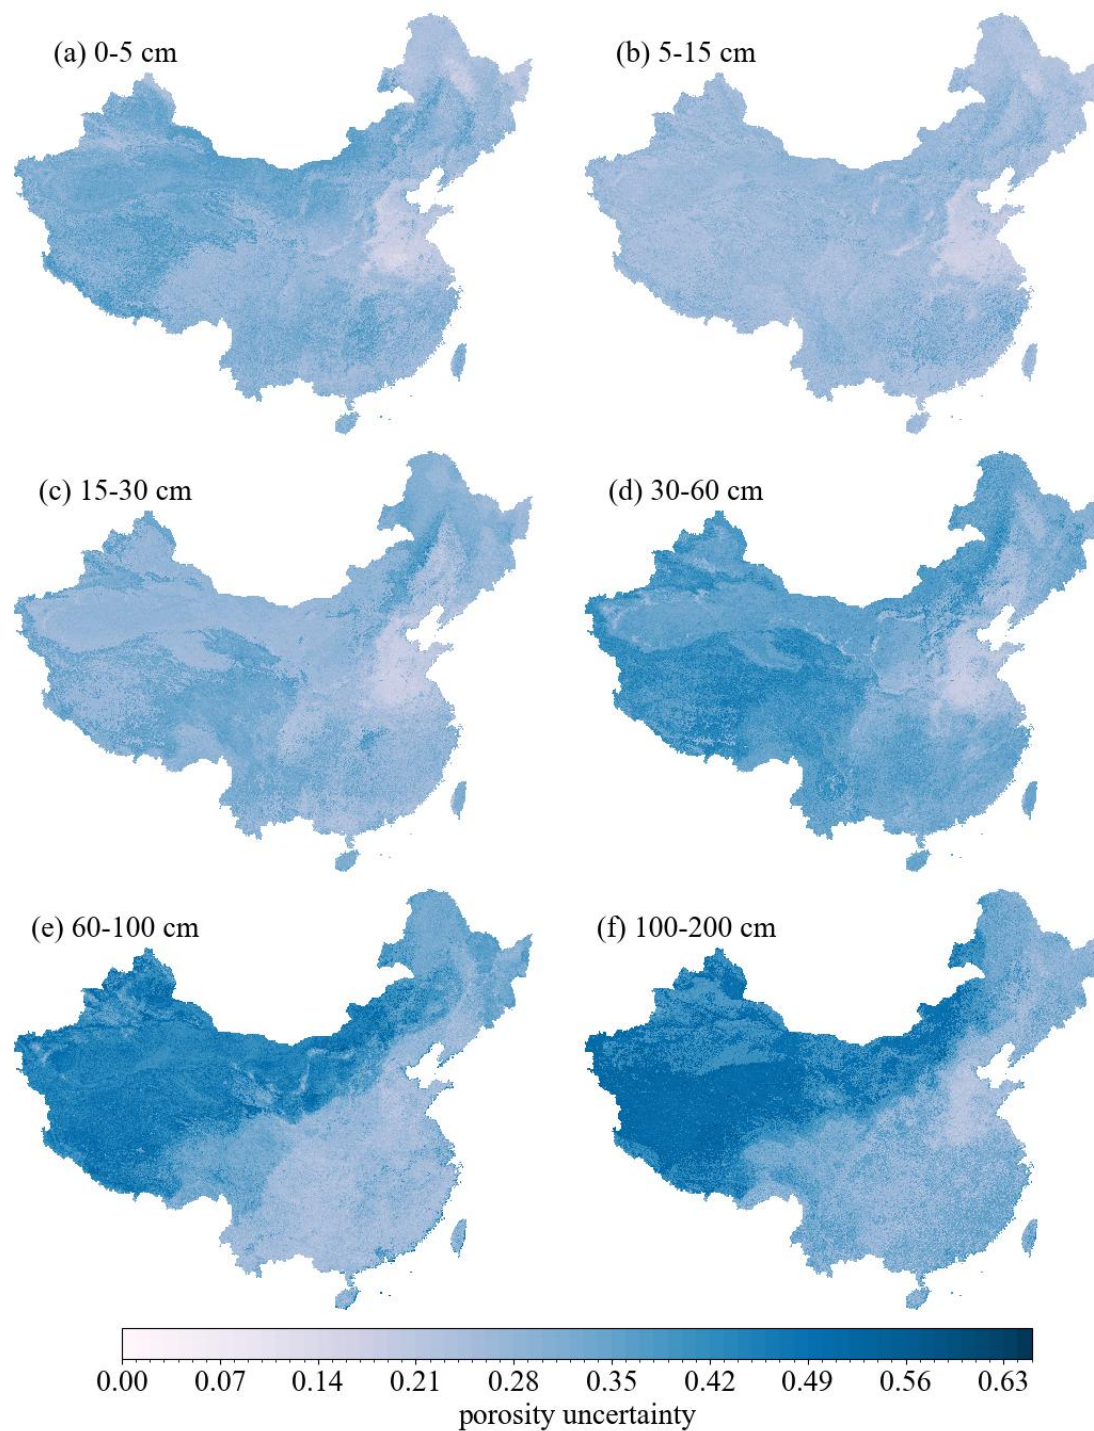 (a) 0-5 cm
(b) 5-15 cm
(c) 15-30 cm
(d) 30-60 cm
(e) 60-100 cm
(f) 100-200 cm
0.00 0.07 0.14 0.21 0.28 0.35 0.42 0.49 0.56 0.63
porosity uncertainty